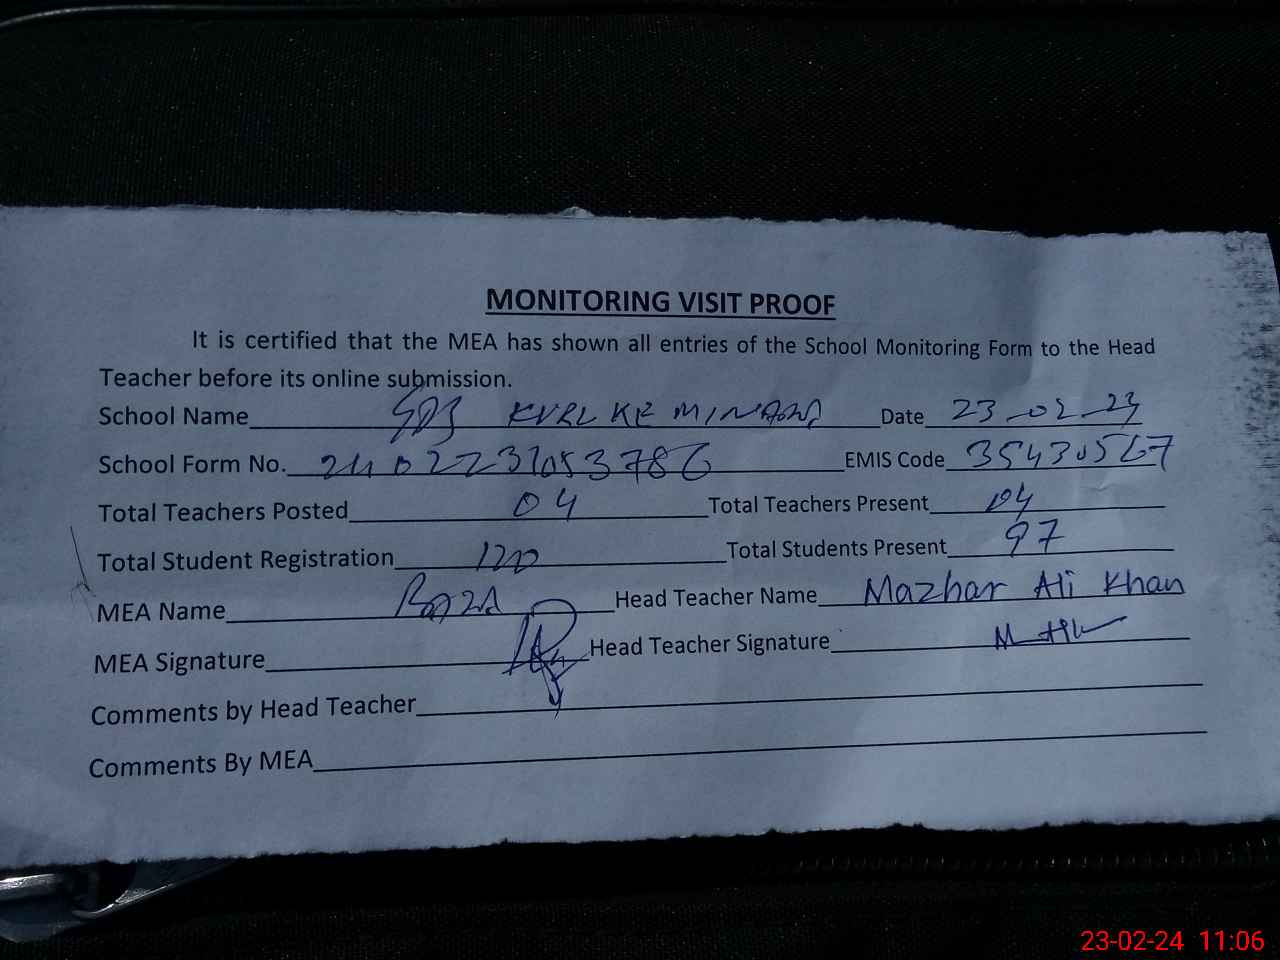 MONITORING VISIT PROOF
It is certified that the MEA has shown all entries of the School Monitoring Form to the Head
Teacher before its online submission.
School Name KE Date 23-02-24
School Form No. EMIS Code 35430567
Total Teachers Posted 04 Total Teachers Present 04
Total Student Registration 120 Total Students Present 97
MEA Name Head Teacher Name Mazhar Ali Khan
MEA Signature Head Teacher Signature
Comments by Head Teacher
Comments By MEA
23-02-24 11:06